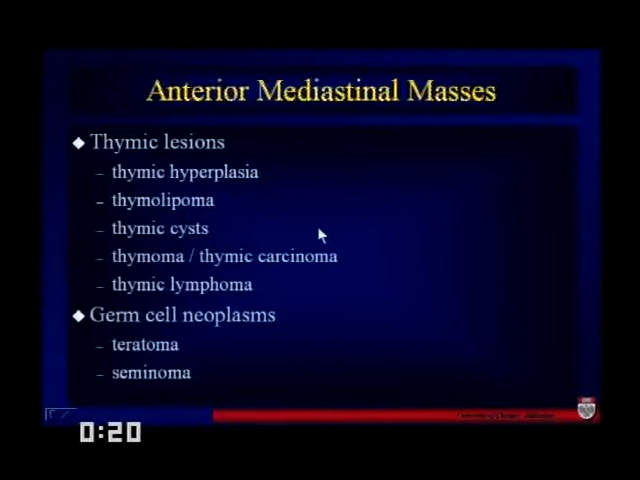 Anterior Mediastinal Masses
◆ Thymic lesions
– thymic hyperplasia
– thymolipoma
– thymic cysts
– thymoma / thymic carcinoma
– thymic lymphoma
◆ Germ cell neoplasms
– teratoma
– seminoma
0:20